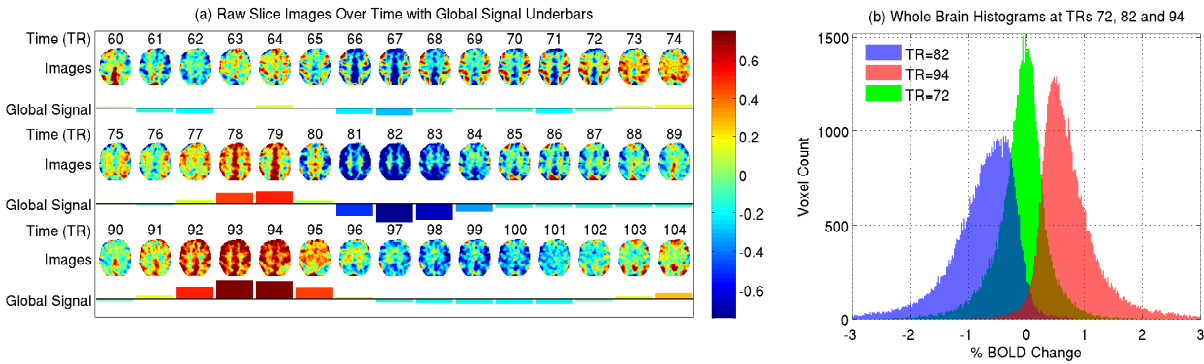 (a) Raw Slice Images Over Time with Global Signal Underbars
Time (TR) 60 61 62 63 64 65 66 67 68 69 70 71 72 73 74
Images
Global Signal
Time (TR) 75 76 77 78 79 80 81 82 83 84 85 86 87 88 89
Images
Global Signal
Time (TR) 90 91 92 93 94 95 96 97 98 99 100 101 102 103 104
Images
Global Signal
0.6
0.4
0.2
0
-0.2
-0.4
-0.6
(b) Whole Brain Histograms at TRs 72, 82 and 94
TR=82
TR=94
TR=72
Voxel Count
1500
1000
500
0
-3 -2 -1 0 1 2 3
% BOLD Change